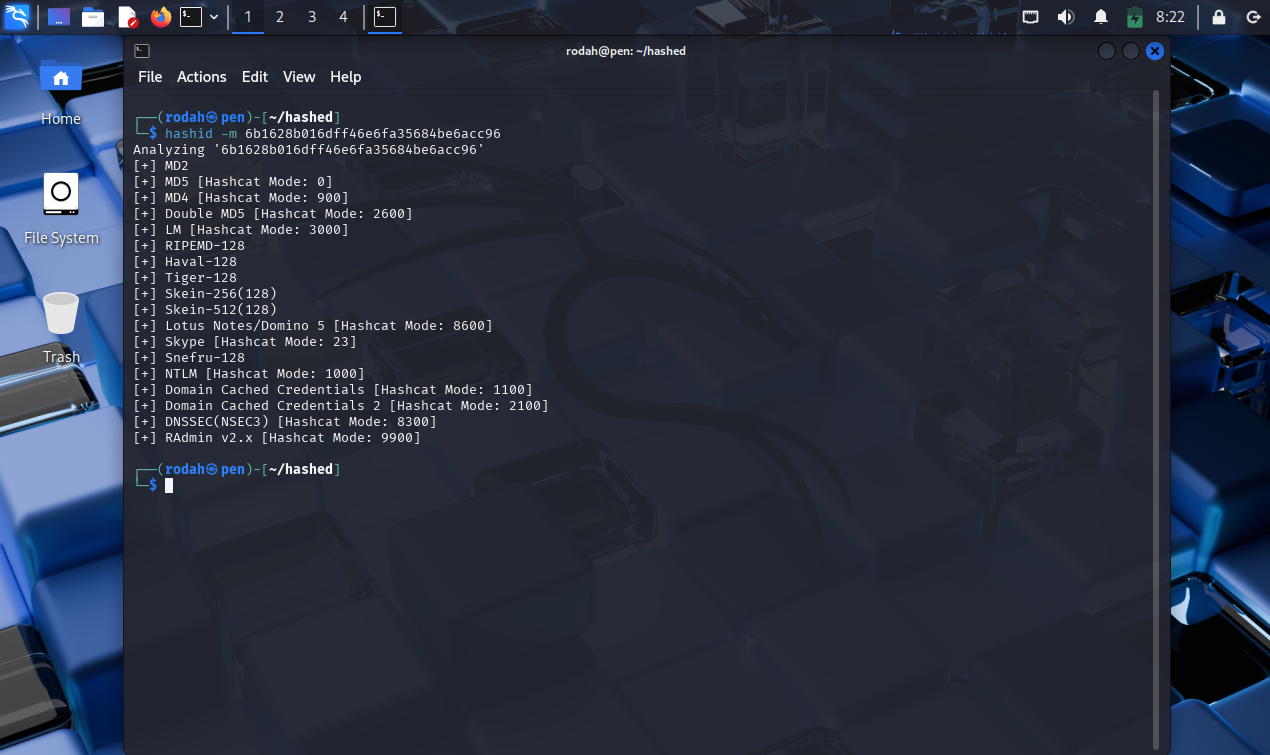 1 2 3 4
8:22
rodah@pen: ~/hashed
File Actions Edit View Help
Home
File System
Trash
┌──(rodah㉿pen)-[~/hashed]
└─$ hashid -m 6b1628b016dff46e6fa35684be6acc96
Analyzing '6b1628b016dff46e6fa35684be6acc96'
[+] MD2
[+] MD5 [Hashcat Mode: 0]
[+] MD4 [Hashcat Mode: 900]
[+] Double MD5 [Hashcat Mode: 2600]
[+] LM [Hashcat Mode: 3000]
[+] RIPEMD-128
[+] Haval-128
[+] Tiger-128
[+] Skein-256(128)
[+] Skein-512(128)
[+] Lotus Notes/Domino 5 [Hashcat Mode: 8600]
[+] Skype [Hashcat Mode: 23]
[+] Snefru-128
[+] NTLM [Hashcat Mode: 1000]
[+] Domain Cached Credentials [Hashcat Mode: 1100]
[+] Domain Cached Credentials 2 [Hashcat Mode: 2100]
[+] DNSSEC(NSEC3) [Hashcat Mode: 8300]
[+] RAdmin v2.x [Hashcat Mode: 9900]
┌──(rodah㉿pen)-[~/hashed]
└─$